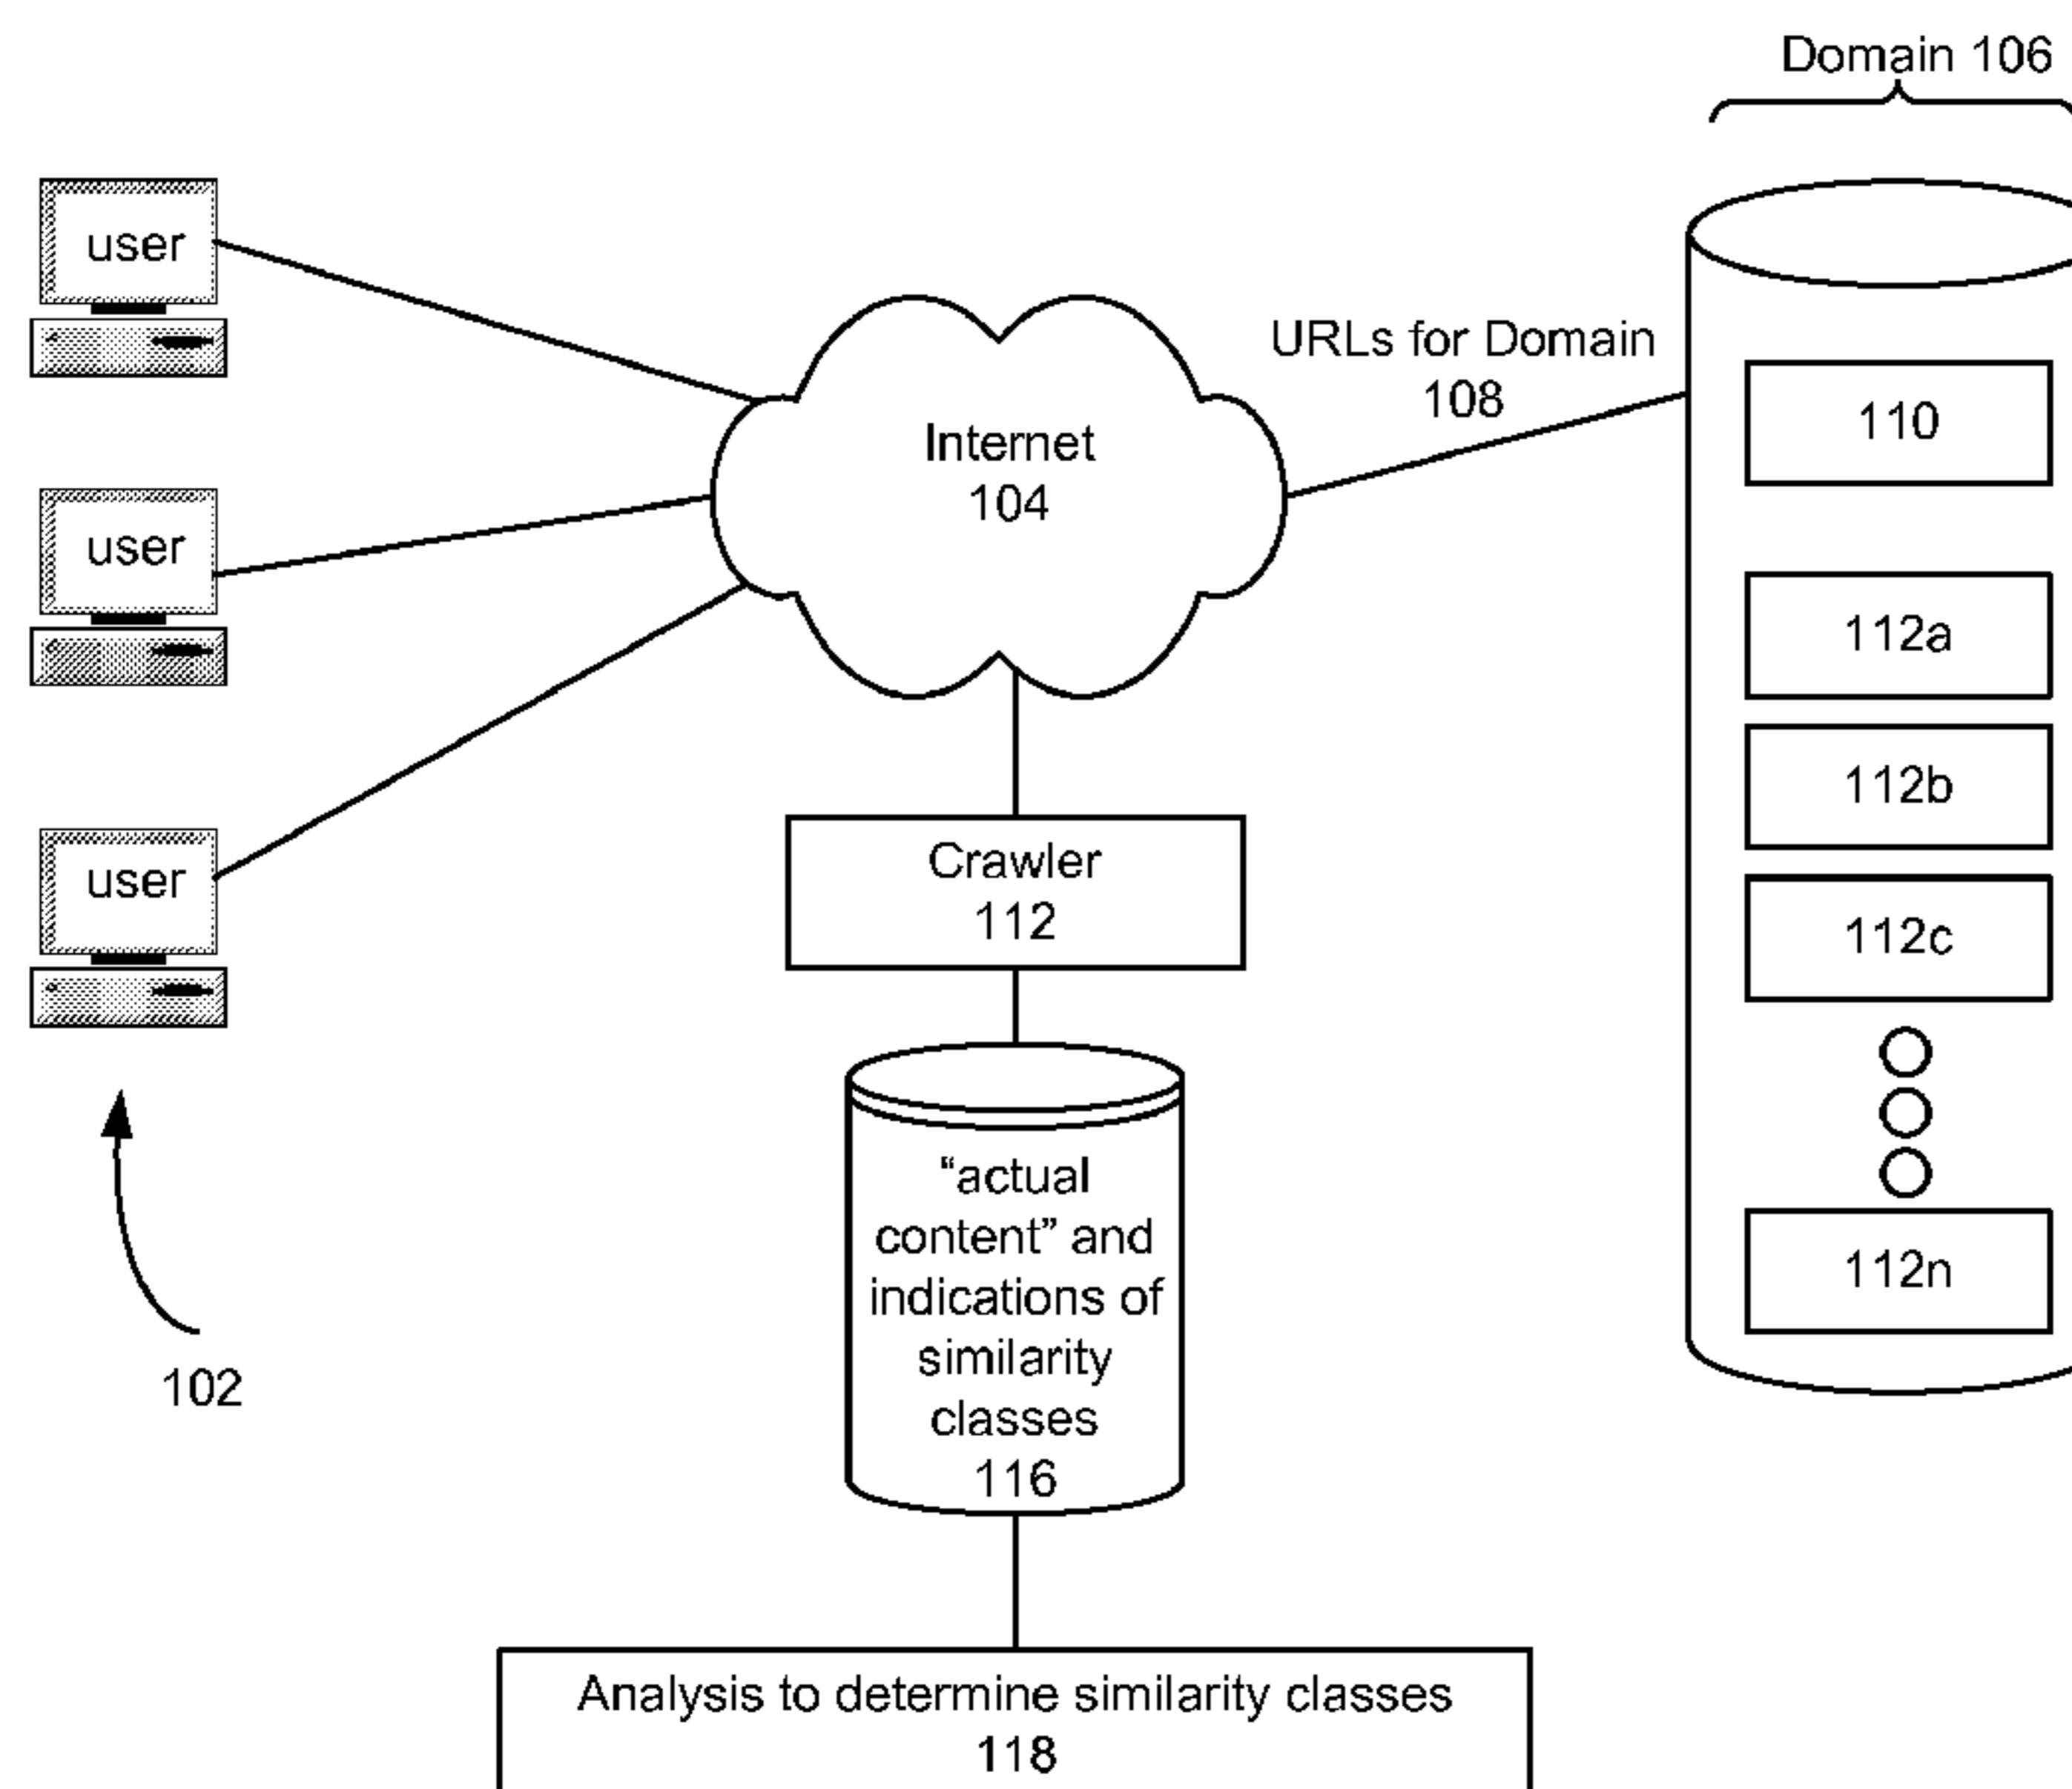 Domain 106
user
user
user
102
Internet
104
URLs for Domain
108
110
112a
112b
112c
112n
Crawler
112
“actual
content” and
indications of
similarity
classes
116
Analysis to determine similarity classes
118